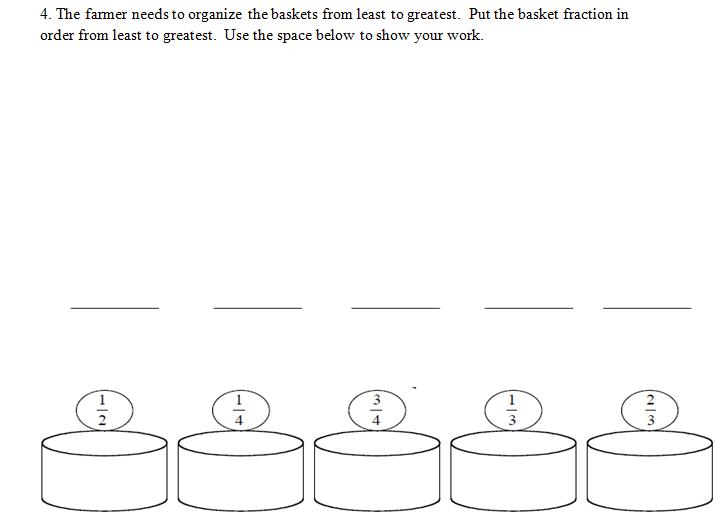 4. The farmer needs to organize the baskets from least to greatest. Put the basket fraction in
order from least to greatest. Use the space below to show your work.
1/2 1/4 3/4 1/3 2/3